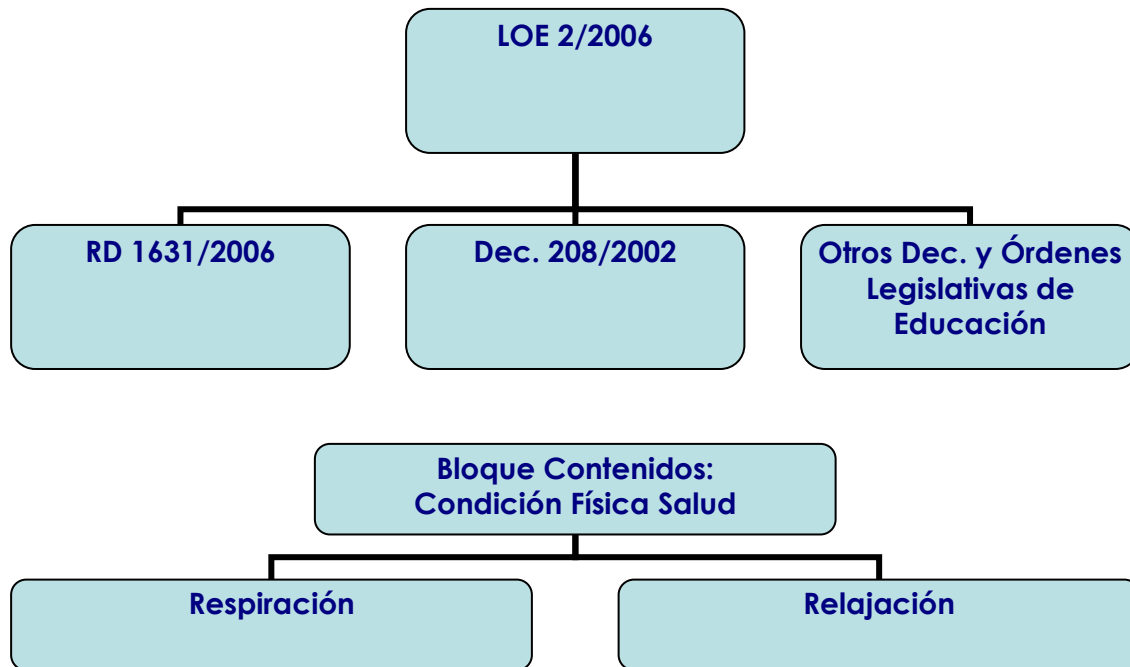 LOE 2/2006
RD 1631/2006
Dec. 208/2002
Otros Dec. y Órdenes
Legislativas de
Educación
Bloque Contenidos:
Condición Física Salud
Respiración
Relajación